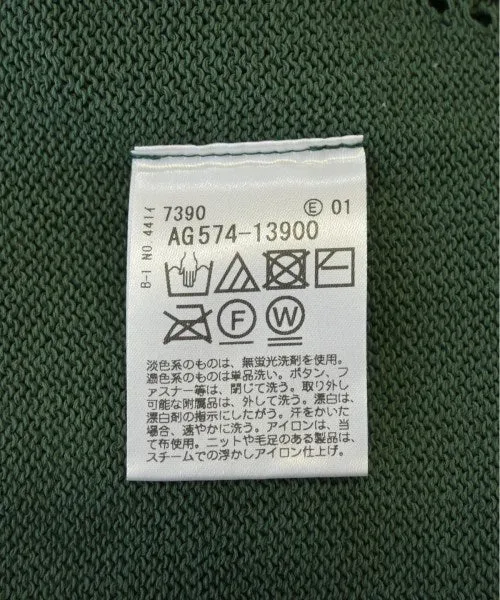 7390 Ⓔ 01
AG574-13900
B-I NO 4414
F W
淡色系のものは、無蛍光洗剤を使用。
濃色系のものは単品洗い。ボタン、フ
ァスナー等は、閉じて洗う。取り外し
可能な附属品は、外して洗う。漂白は、
漂白剤の指示にしたがう。汗をかいた
場合、速やかに洗う。アイロンは、当
て布使用。ニットや毛足のある製品は、
スチームでの浮かしアイロン仕上げ。